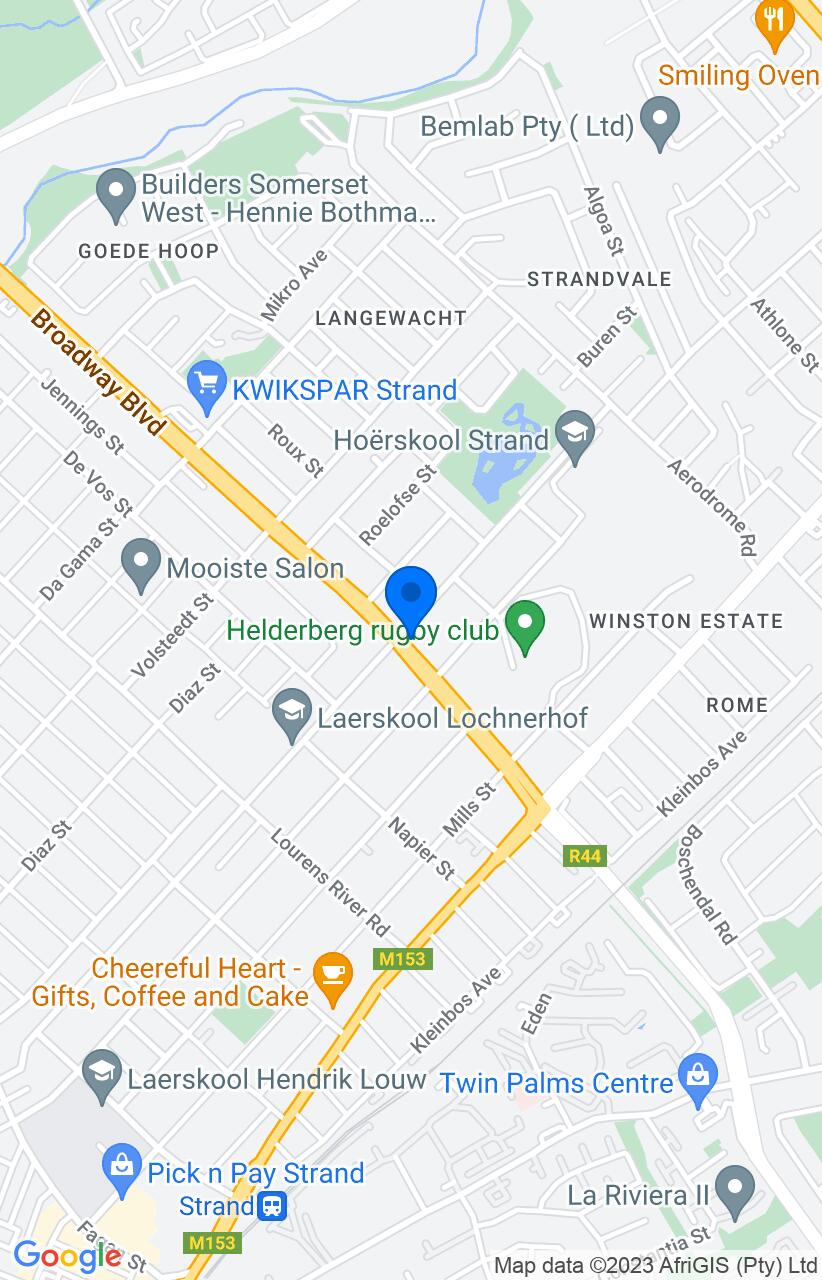 Smiling Oven
Bemlab Pty ( Ltd)
Builders Somerset
West - Hennie Bothma…
Algoa St
GOEDE HOOP
Mikro Ave
STRANDVALE
LANGEWACHT
Buren St
Athlone St
Broadway Blvd
Jennings St
KWIKSPAR Strand
Roux St
Hoërskool Strand
De Vos St
Roelofse St
Aerodrome Rd
Da Gama St
Mooiste Salon
Volsteedt St
Helderberg rugby club
WINSTON ESTATE
Diaz St
Laerskool Lochnerhof
ROME
Kleinbos Ave
Mills St
Napier St
Diaz St
Lourens River Rd
R44
Boschendal Rd
M153
Cheereful Heart -
Gifts, Coffee and Cake
Kleinbos Ave
Eden
Laerskool Hendrik Louw
Twin Palms Centre
Pick n Pay Strand
Strand
La Riviera II
M153
Fagan St
Google
Map data ©2023 AfriGIS (Pty) Ltd